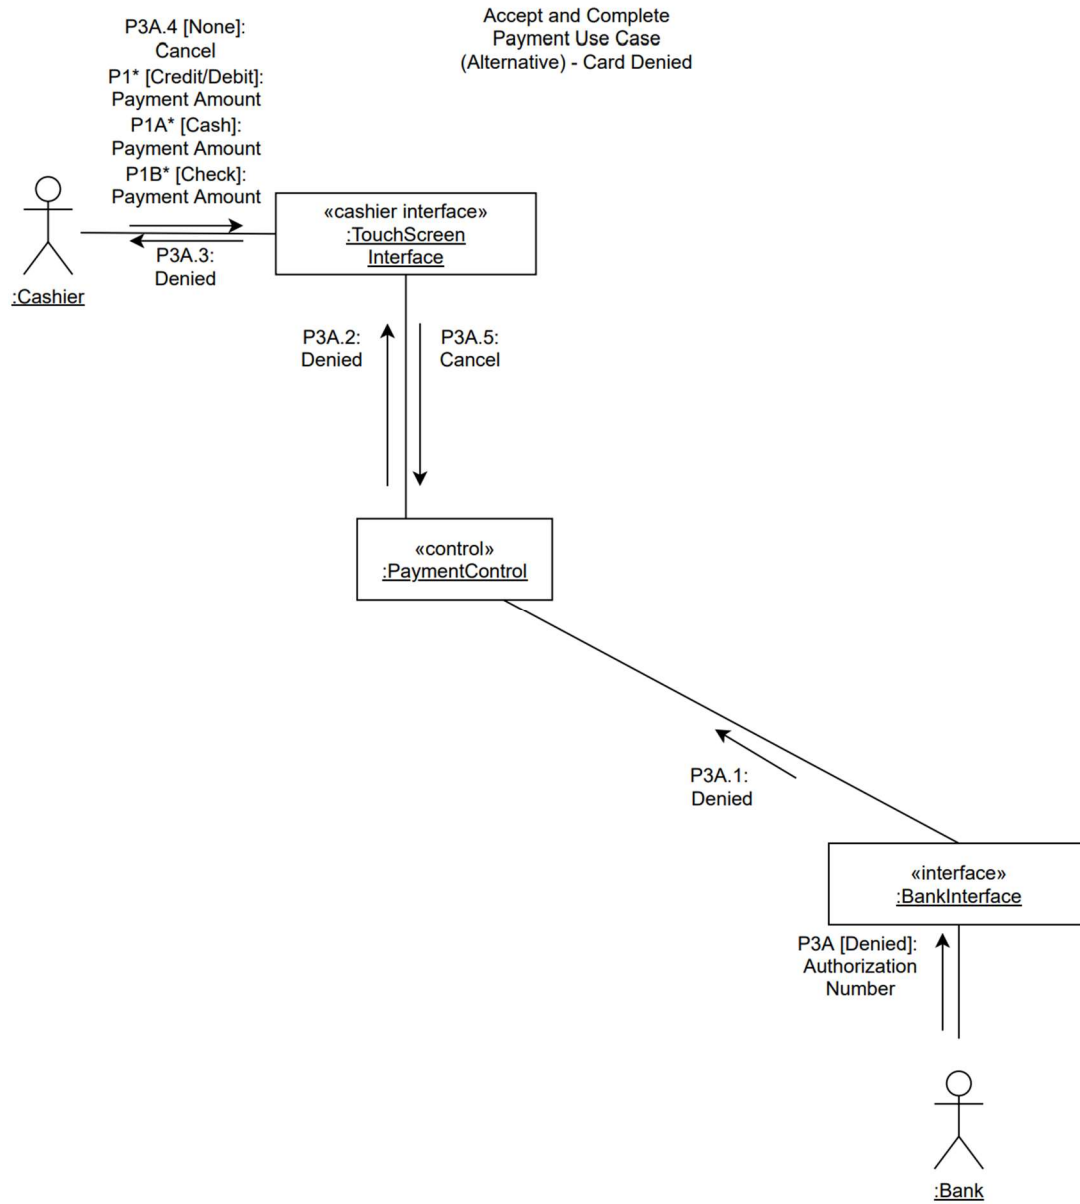 Accept and Complete
Payment Use Case
(Alternative) - Card Denied
P3A.4 [None]:
Cancel
P1* [Credit/Debit]:
Payment Amount
P1A* [Cash]:
Payment Amount
P1B* [Check]:
Payment Amount
P3A.3:
Denied
:Cashier
«cashier interface»
:TouchScreen
Interface
P3A.2:
Denied
P3A.5:
Cancel
«control»
:PaymentControl
P3A.1:
Denied
«interface»
:BankInterface
P3A [Denied]:
Authorization
Number
:Bank